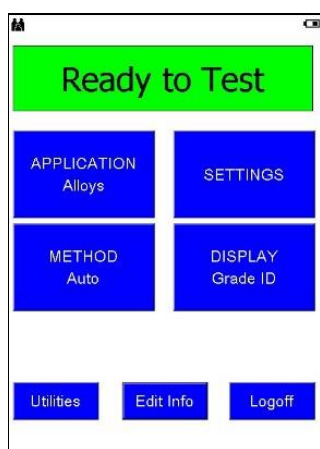 Ready to Test
APPLICATION
Alloys
SETTINGS
METHOD
Auto
DISPLAY
Grade ID
Utilities
Edit Info
Logoff